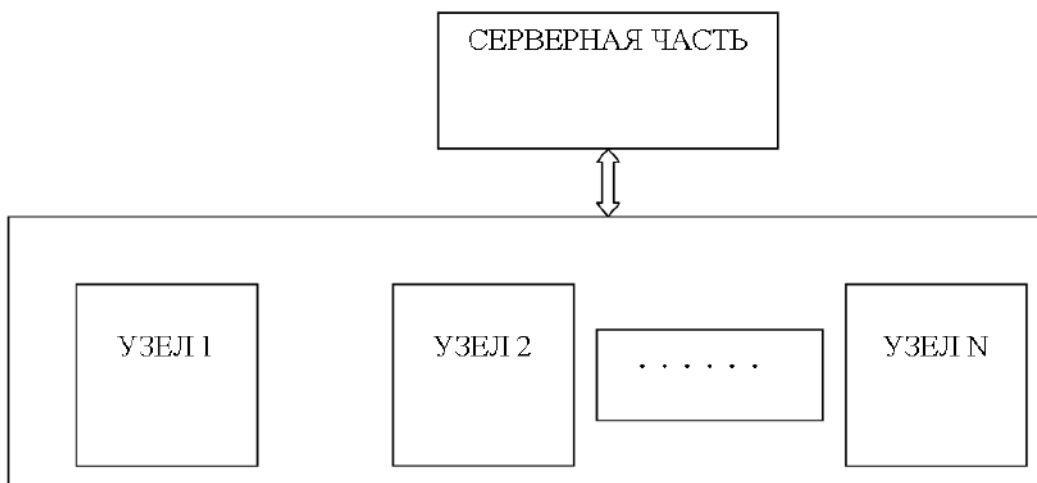 СЕРВЕРНАЯ ЧАСТЬ
УЗЕЛ 1
УЗЕЛ 2
. . . . . .
УЗЕЛ N